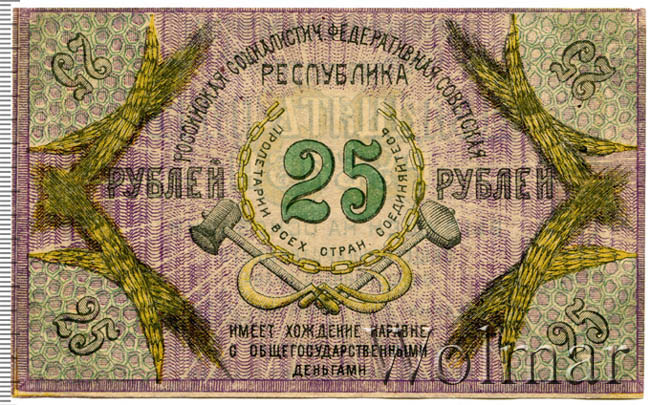 25 25
РОССИЙСКАЯ СОЦИАЛИСТИЧ. ФЕДЕРАТИВНАЯ СОВЕТСКАЯ
РЕСПУБЛИКА
ПРОЛЕТАРИИ ВСЕХ СТРАН, СОЕДИНЯЙТЕСЬ
РУБЛЕЙ 25 РУБЛЕЙ
25 25
ИМЕЕТ ХОЖДЕНИЕ НАРАВНЕ
С ОБЩЕГОСУДАРСТВЕННЫМИ
ДЕНЬГАМИ
Wolmar